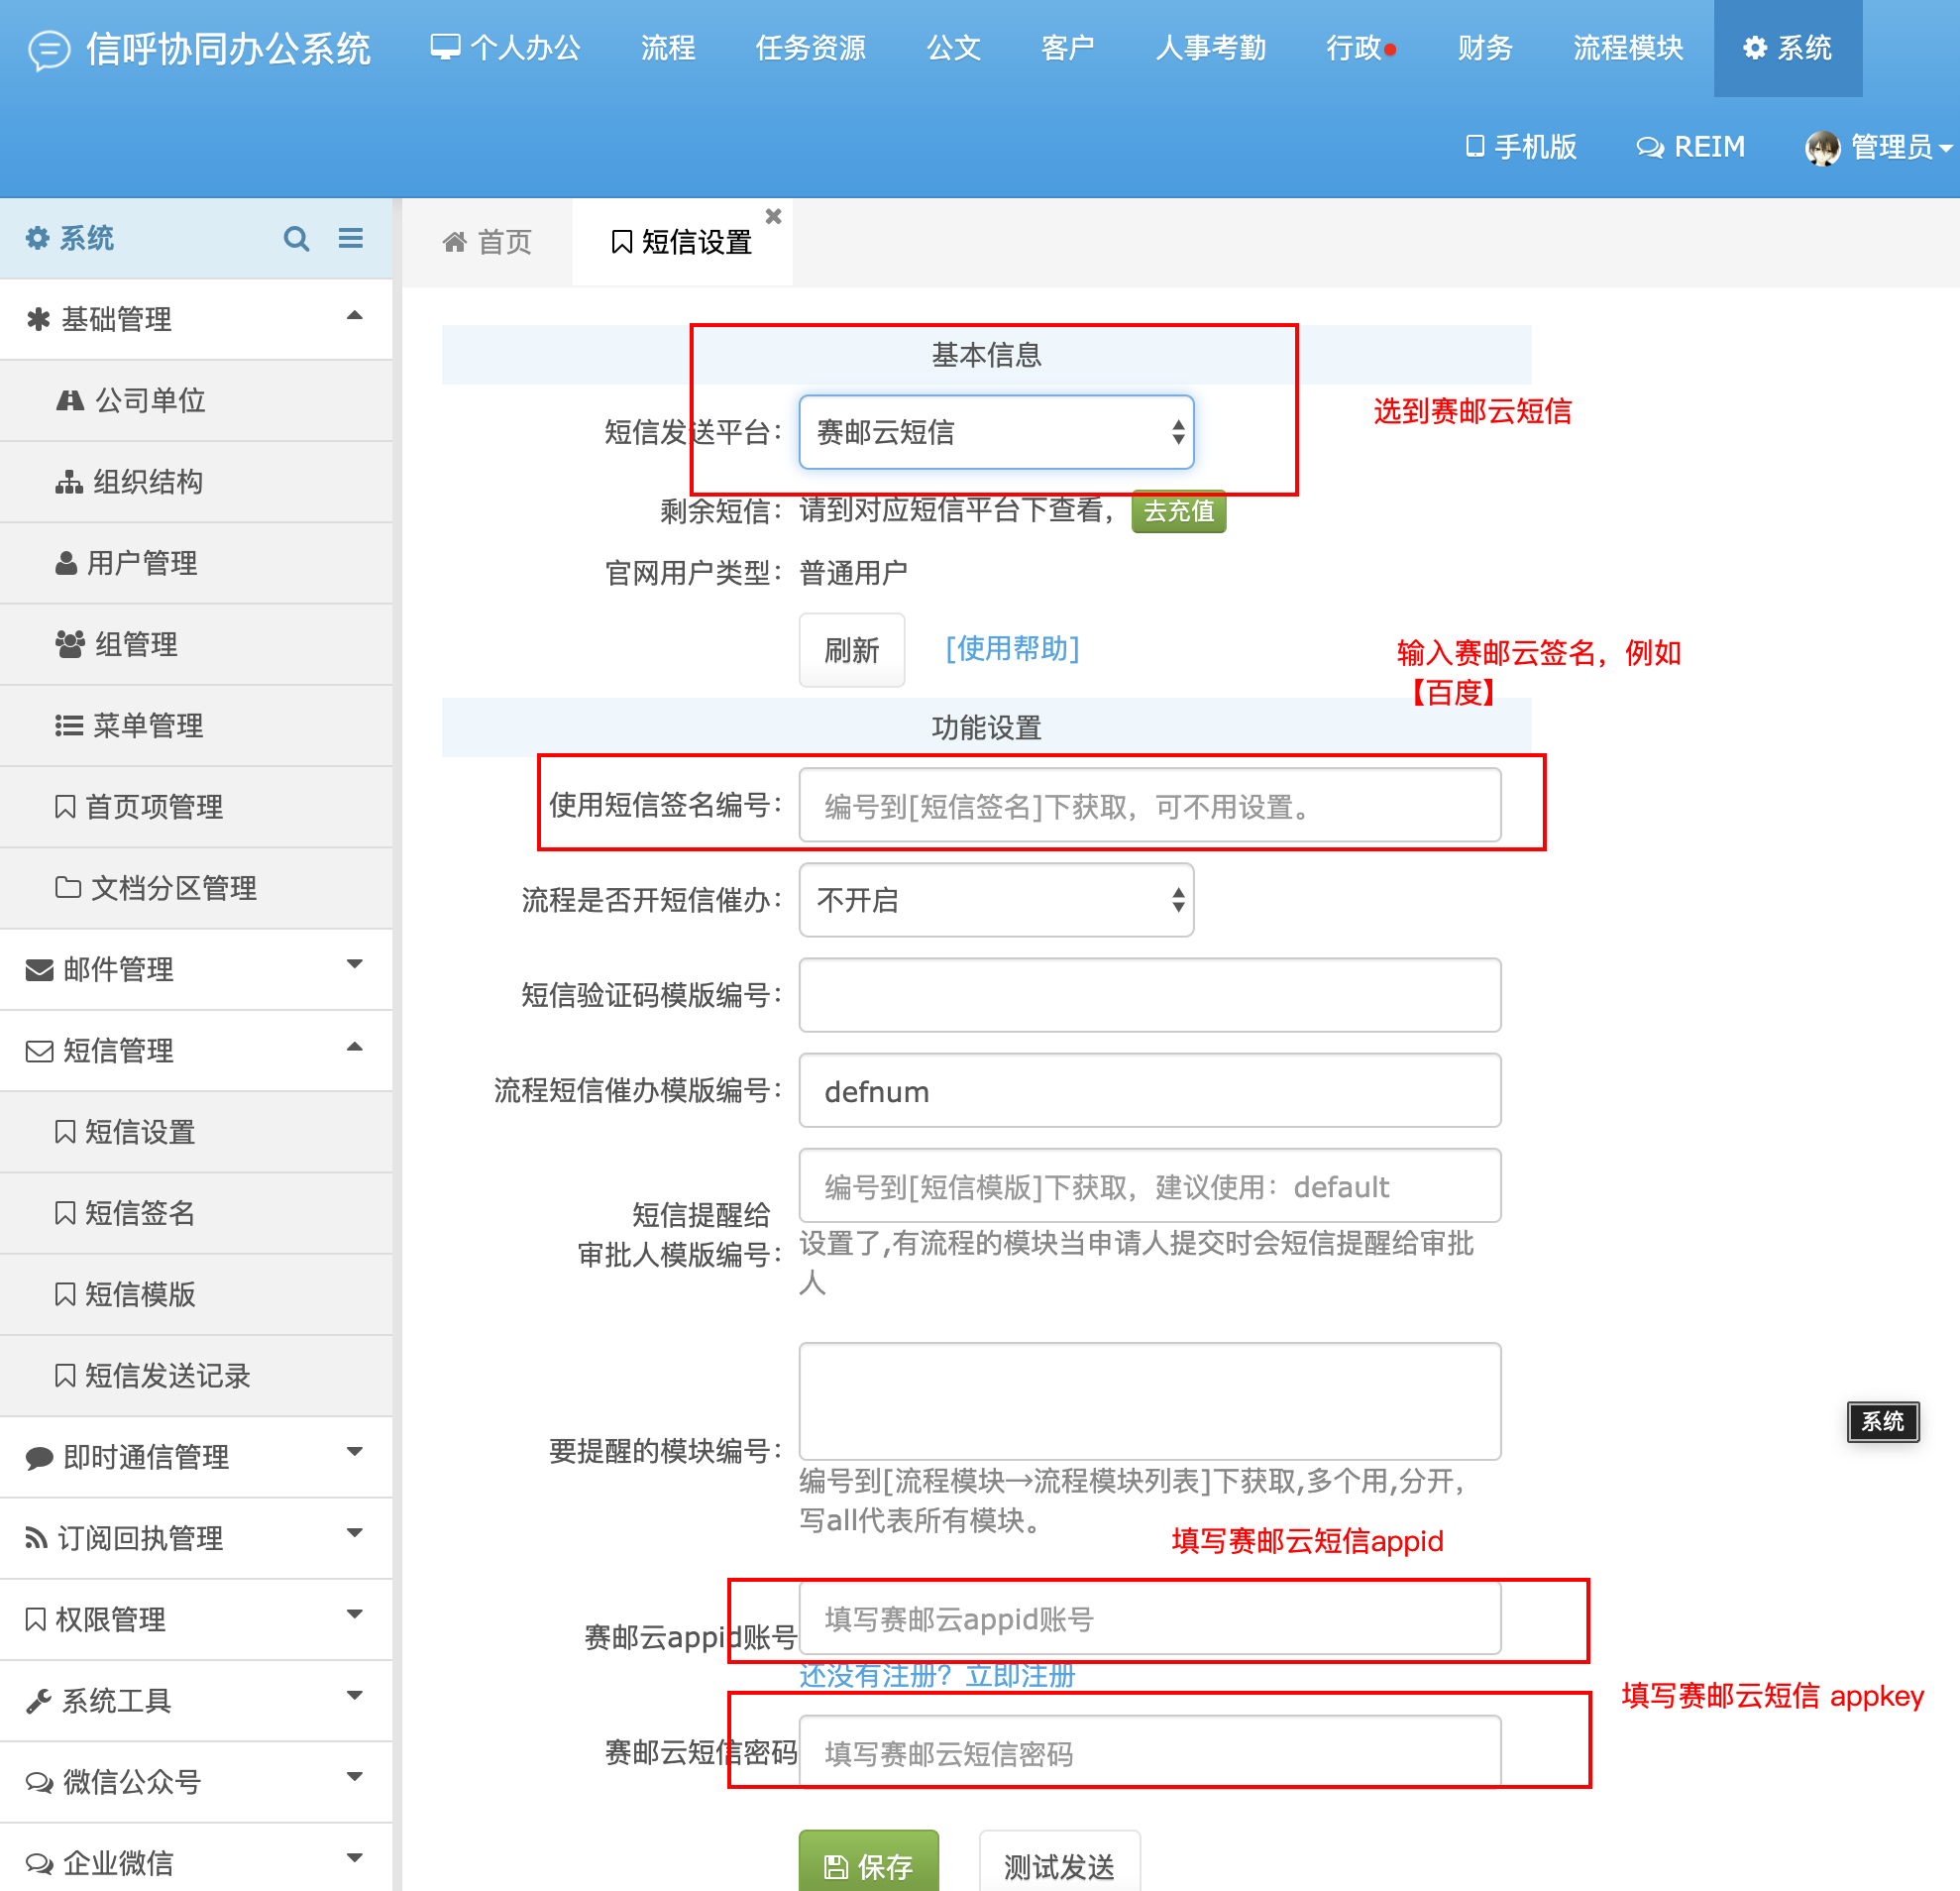 信呼协同办公系统
个人办公
流程
任务资源
公文
客户
人事考勤
行政
财务
流程模块
系统
手机版
REIM
管理员
系统
首页
短信设置
基础管理
公司单位
组织结构
用户管理
组管理
菜单管理
首页项管理
文档分区管理
邮件管理
短信管理
短信设置
短信签名
短信模版
短信发送记录
即时通信管理
订阅回执管理
权限管理
系统工具
微信公众号
企业微信
基本信息
短信发送平台：
赛邮云短信
选到赛邮云短信
剩余短信：
请到对应短信平台下查看，
去充值
官网用户类型：
普通用户
刷新
[使用帮助]
输入赛邮云签名，例如
【百度】
功能设置
使用短信签名编号：
编号到[短信签名]下获取，可不用设置。
流程是否开短信催办：
不开启
短信验证码模版编号：
流程短信催办模版编号：
defnum
短信提醒给
审批人模版编号：
编号到[短信模版]下获取，建议使用：default
设置了,有流程的模块当申请人提交时会短信提醒给审批
人
要提醒的模块编号：
编号到[流程模块→流程模块列表]下获取,多个用,分开，
写all代表所有模块。
系统
填写赛邮云短信appid
赛邮云appid账号
填写赛邮云appid账号
还没有注册？立即注册
填写赛邮云短信 appkey
赛邮云短信密码
填写赛邮云短信密码
保存
测试发送